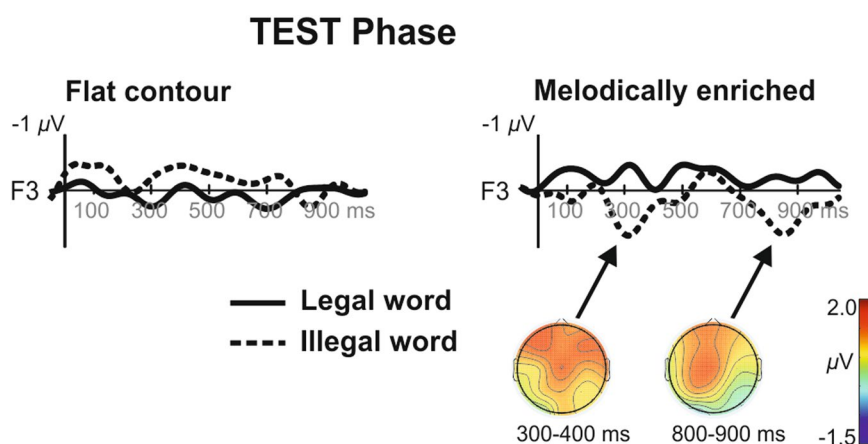 TEST Phase
Flat contour
-1 µV
F3
100 300 500 700 900 ms
Melodically enriched
-1 µV
F3
100 300 500 700 900 ms
Legal word
Illegal word
300-400 ms
800-900 ms
2.0
µV
-1.5